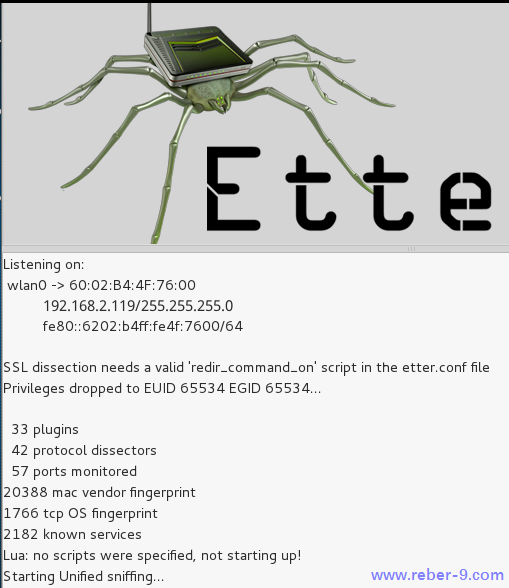 Ette
Listening on:
wlan0 -> 60:02:B4:4F:76:00
192.168.2.119/255.255.255.0
fe80::6202:b4ff:fe4f:7600/64
SSL dissection needs a valid 'redir_command_on' script in the etter.conf file
Privileges dropped to EUID 65534 EGID 65534...
33 plugins
42 protocol dissectors
57 ports monitored
20388 mac vendor fingerprint
1766 tcp OS fingerprint
2182 known services
Lua: no scripts were specified, not starting up!
Starting Unified sniffing...
www.reber-9.com